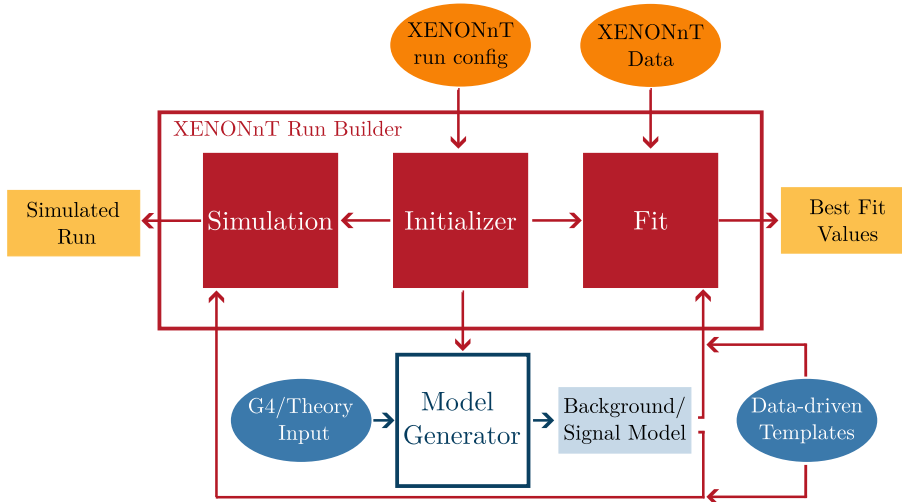 XENONnT
run config
XENONnT
Data
XENONnT Run Builder
Simulated
Run
Simulation
Initializer
Fit
Best Fit
Values
G4/Theory
Input
Model
Generator
Background/
Signal Model
Data-driven
Templates